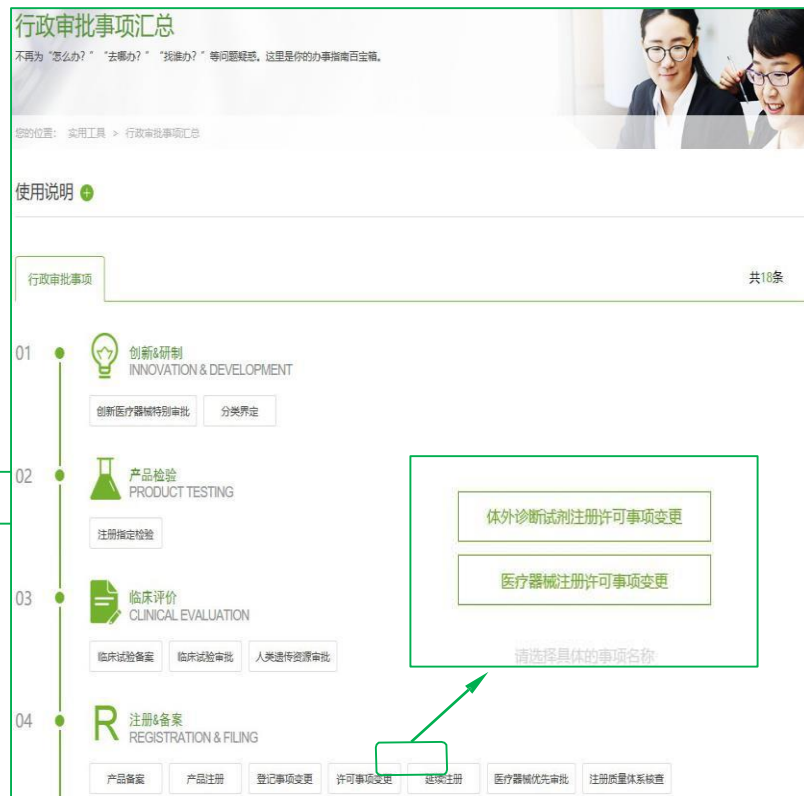 行政审批事项汇总
不再为“怎么办？”“去哪办？”“找谁办？”等问题疑惑。这里是你的办事指南百宝箱。
您的位置： 实用工具 > 行政审批事项汇总
使用说明
行政审批事项 共18条
01 创新&研制
INNOVATION & DEVELOPMENT
创新医疗器械特别审批 分类界定
02 产品检验
PRODUCT TESTING
注册指定检验
体外诊断试剂注册许可事项变更
医疗器械注册许可事项变更
请选择具体的事项名称
03 临床评价
CLINICAL EVALUATION
临床试验备案 临床试验审批 人类遗传资源审批
04 注册&备案
REGISTRATION & FILING
产品备案 产品注册 登记事项变更 许可事项变更 延续注册 医疗器械优先审批 注册质量体系核查